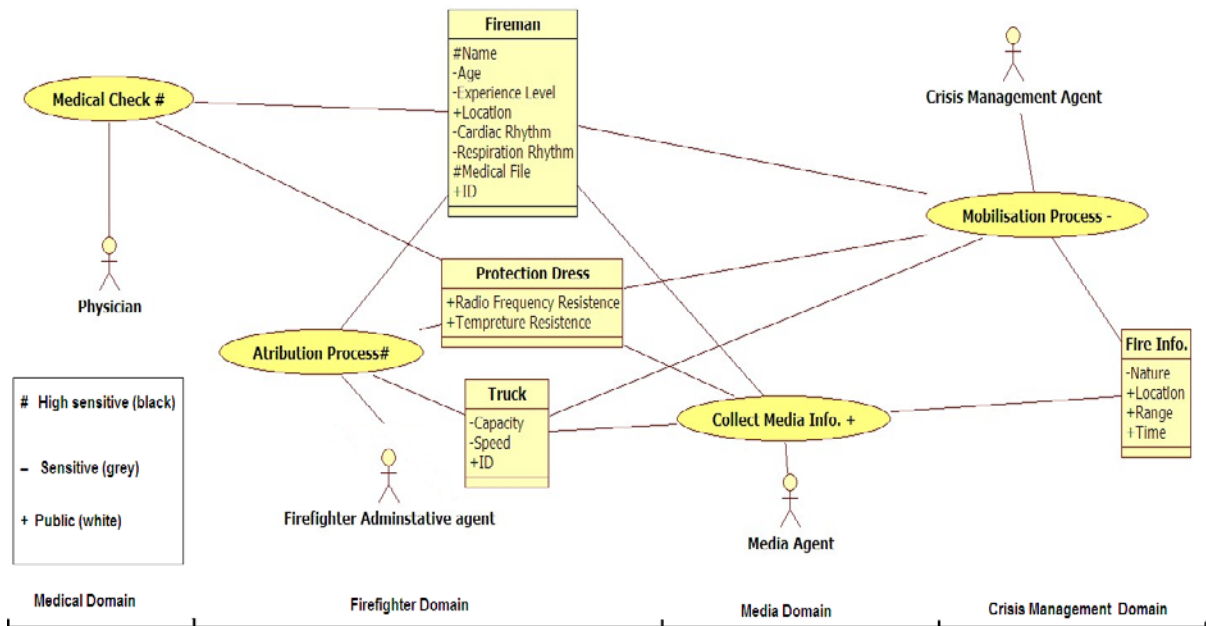 Fireman
#Name
-Age
-Experience Level
+Location
-Cardiac Rhythm
-Respiration Rhythm
#Medical File
+ID
Medical Check #
Physician
Crisis Management Agent
Mobilisation Process -
Protection Dress
+Radio Frequency Resistence
+Tempreture Resistence
Atribution Process#
Truck
-Capacity
-Speed
+ID
Collect Media Info. +
Fire Info.
-Nature
+Location
+Range
+Time
# High sensitive (black)
– Sensitive (grey)
+ Public (white)
Firefighter Adminstative agent
Media Agent
Medical Domain
Firefighter Domain
Media Domain
Crisis Management Domain